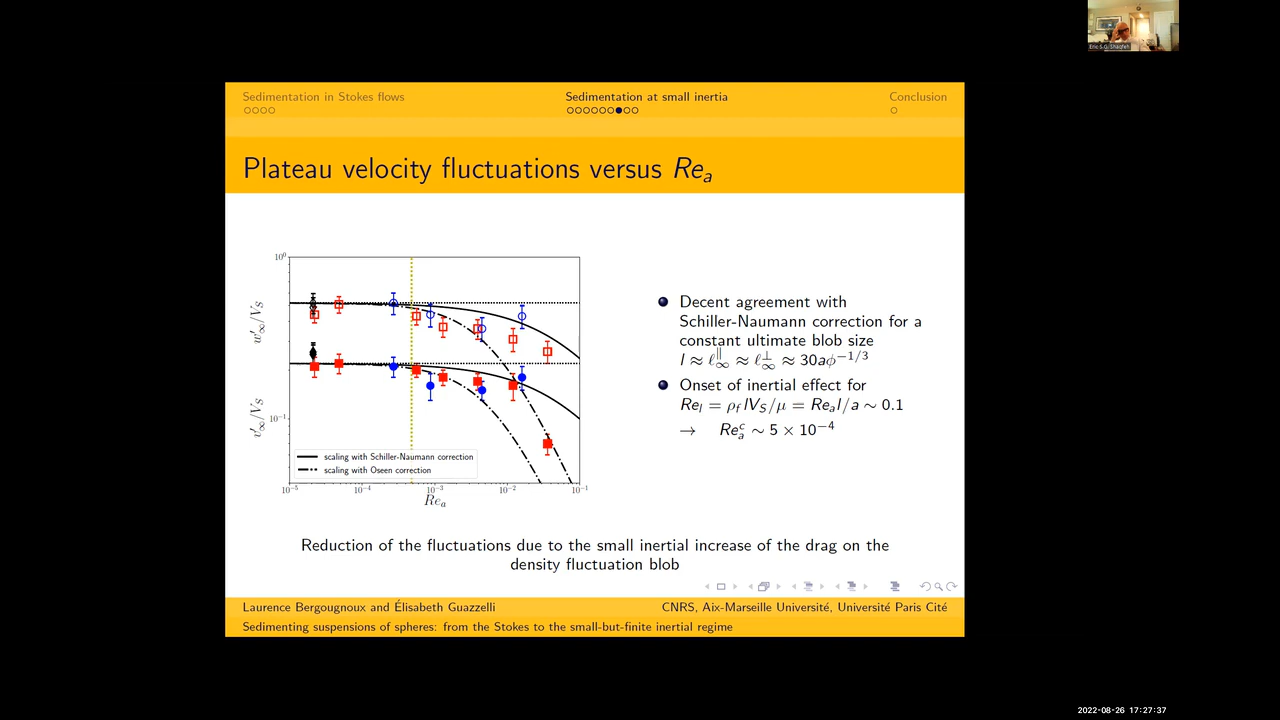 Eric S.G. Shaqfeh
Sedimentation in Stokes flows
Sedimentation at small inertia
Conclusion
Plateau velocity fluctuations versus Re_a
10^0
w'_∞/V_S
10^{-1}
v'_∞/V_S
scaling with Schiller-Naumann correction
scaling with Oseen correction
10^{-5} 10^{-4} 10^{-3} 10^{-2} 10^{-1}
Re_a
Decent agreement with
Schiller-Naumann correction for a
constant ultimate blob size
l ≈ ℓ_∞^∥ ≈ ℓ_∞^⊥ ≈ 30aϕ^{−1/3}
Onset of inertial effect for
Re_l = ρ_f lV_S/μ = Re_a l/a ∼ 0.1
→ Re_a^c ∼ 5 × 10^{−4}
Reduction of the fluctuations due to the small inertial increase of the drag on the
density fluctuation blob
Laurence Bergougnoux and Élisabeth Guazzelli
CNRS, Aix-Marseille Université, Université Paris Cité
Sedimenting suspensions of spheres: from the Stokes to the small-but-finite inertial regime
2022-08-26 17:27:37